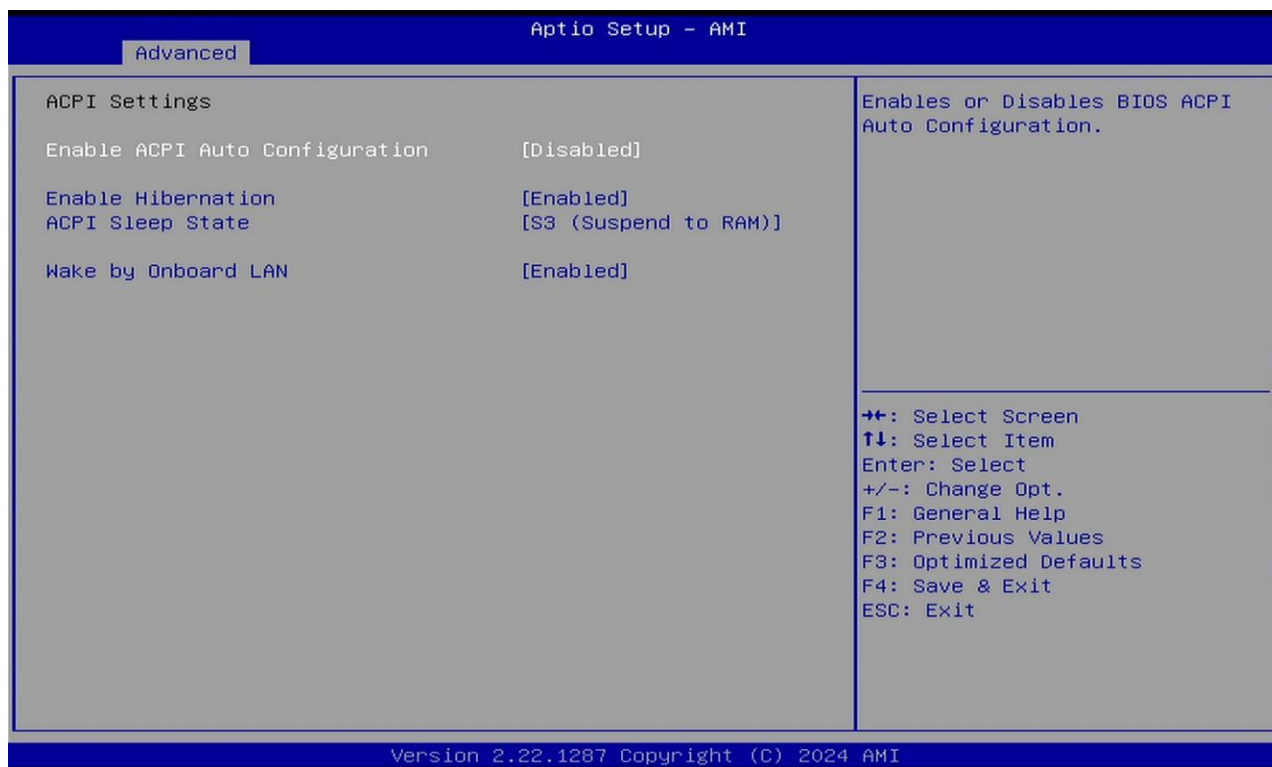 Aptio Setup – AMI
Advanced
ACPI Settings
Enable ACPI Auto Configuration [Disabled]
Enable Hibernation [Enabled]
ACPI Sleep State [S3 (Suspend to RAM)]
Wake by Onboard LAN [Enabled]
Enables or Disables BIOS ACPI
Auto Configuration.
→←: Select Screen
↑↓: Select Item
Enter: Select
+/-: Change Opt.
F1: General Help
F2: Previous Values
F3: Optimized Defaults
F4: Save & Exit
ESC: Exit
Version 2.22.1287 Copyright (C) 2024 AMI